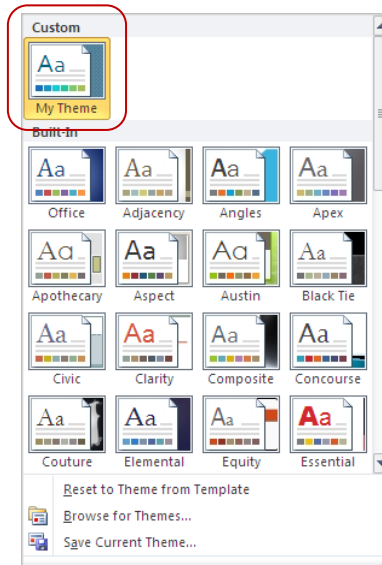 Custom
Aa
My Theme
Built-In
Aa Aa Aa Aa
Office Adjacency Angles Apex
Aa Aa Aa Aa
Apothecary Aspect Austin Black Tie
Aa Aa Aa Aa
Civic Clarity Composite Concourse
Aa Aa Aa Aa
Couture Elemental Equity Essential
Reset to Theme from Template
Browse for Themes...
Save Current Theme...